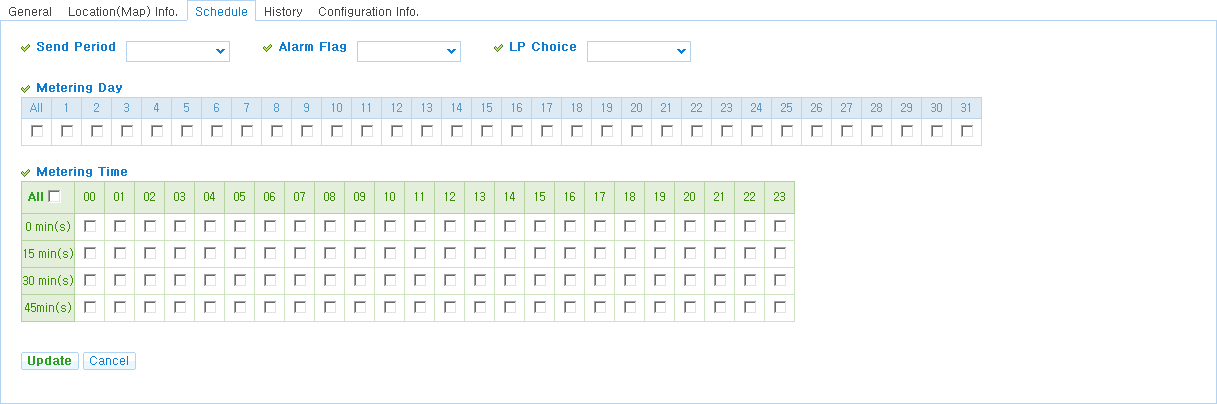 General Location(Map) Info. Schedule History Configuration Info.
Send Period Alarm Flag LP Choice
Metering Day
All 1 2 3 4 5 6 7 8 9 10 11 12 13 14 15 16 17 18 19 20 21 22 23 24 25 26 27 28 29 30 31
Metering Time
All 00 01 02 03 04 05 06 07 08 09 10 11 12 13 14 15 16 17 18 19 20 21 22 23
0 min(s)
15 min(s)
30 min(s)
45min(s)
Update Cancel